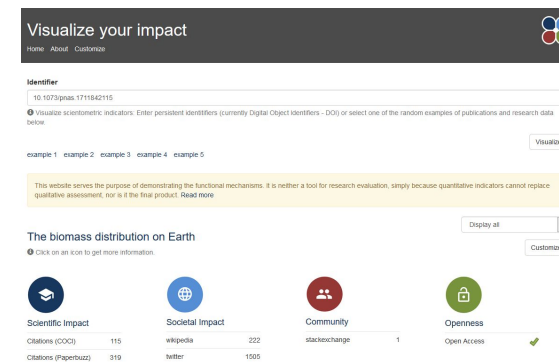 Visualize your impact
Home About Customize
Identifier
10.1073/pnas.1711842115
Visualize scientometric indicators: Enter persistent identitifiers (currently Digital Object Identifiers - DOI) or select one of the random examples of publications and research data
below.
Visualize
example 1 example 2 example 3 example 4 example 5
This website serves the purpose of demonstrating the functional mechanisms. It is neither a tool for research evaluation, simply because quantitative indicators cannot replace
qualitative assessment, nor is it the final product. Read more
Display all
The biomass distribution on Earth
Customize
Click on an icon to get more information.
Scientific Impact Societal Impact Community Openness
Citations (COCI) 115 wikipedia 222 stackexchange 1 Open Access
Citations (Paperbuzz) 319 twitter 1505